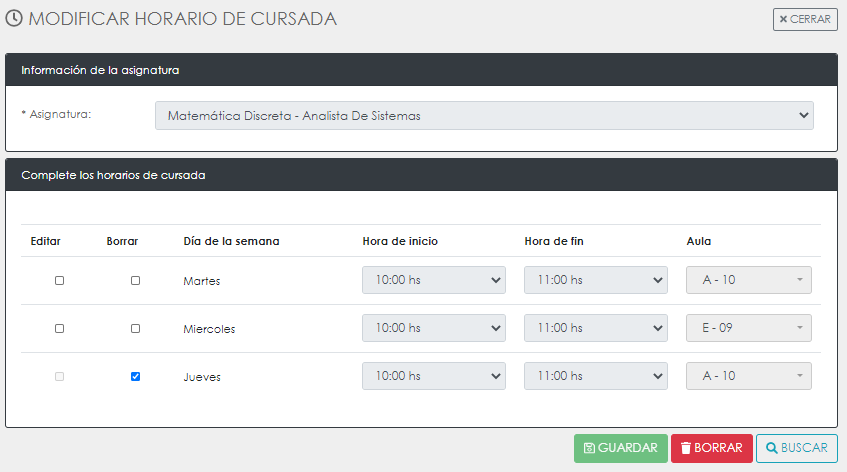 MODIFICAR HORARIO DE CURSADA
× CERRAR
Información de la asignatura
* Asignatura:
Matemática Discreta - Analista De Sistemas
Complete los horarios de cursada
Editar Borrar Día de la semana Hora de inicio Hora de fin Aula
Martes 10:00 hs 11:00 hs A - 10
Miercoles 10:00 hs 11:00 hs E - 09
Jueves 10:00 hs 11:00 hs A - 10
GUARDAR BORRAR BUSCAR